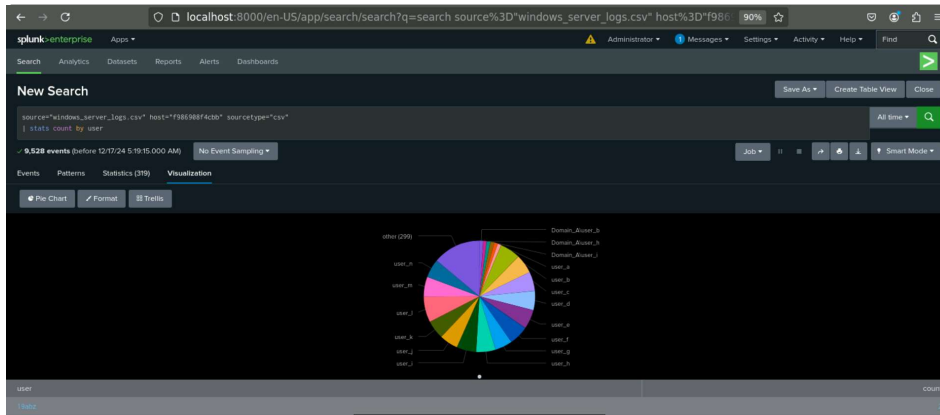 localhost:8000/en-US/app/search/search?q=search source%3D"windows_server_logs.csv" host%3D"f986 90%
splunk>enterprise Apps Administrator 1 Messages Settings Activity Help Find
Search Analytics Datasets Reports Alerts Dashboards
New Search Save As Create Table View Close
source="windows_server_logs.csv" host="f986908f4cbb" sourcetype="csv" All time
| stats count by user
9,528 events (before 12/17/24 5:19:15.000 AM) No Event Sampling Job Smart Mode
Events Patterns Statistics (319) Visualization
Pie Chart Format Trellis
Domain_A\user_b
other (299)
Domain_A\user_h
Domain_A\user_i
user_n
user_a
user_b
user_m
user_c
user_d
user_l
user_e
user_k
user_f
user_j
user_g
user_i
user_h
user coun